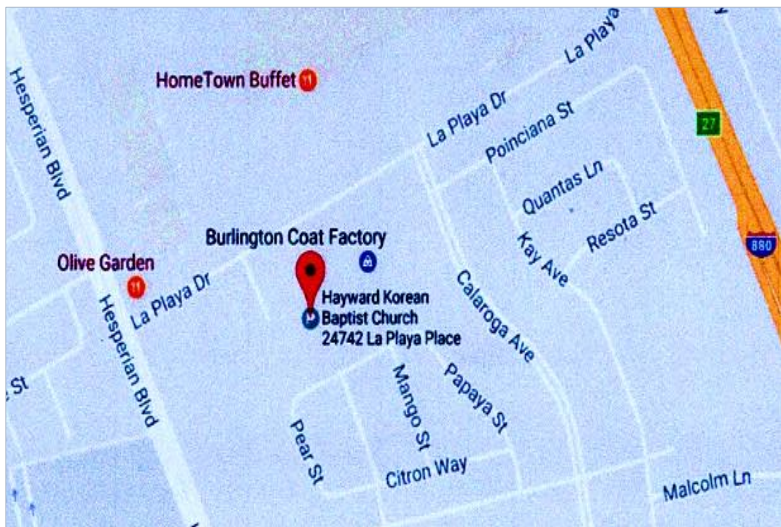 La Playa
HomeTown Buffet
Hesperian Blvd
La Playa Dr
Poinciana St
27
Quantas Ln
Burlington Coat Factory
Kay Ave
Resota St
880
Olive Garden
La Playa Dr
Hayward Korean
Baptist Church
24742 La Playa Place
Calaroga Ave
Hesperian Blvd
St
Mango St
Papaya St
Pear St
Citron Way
Malcolm Ln